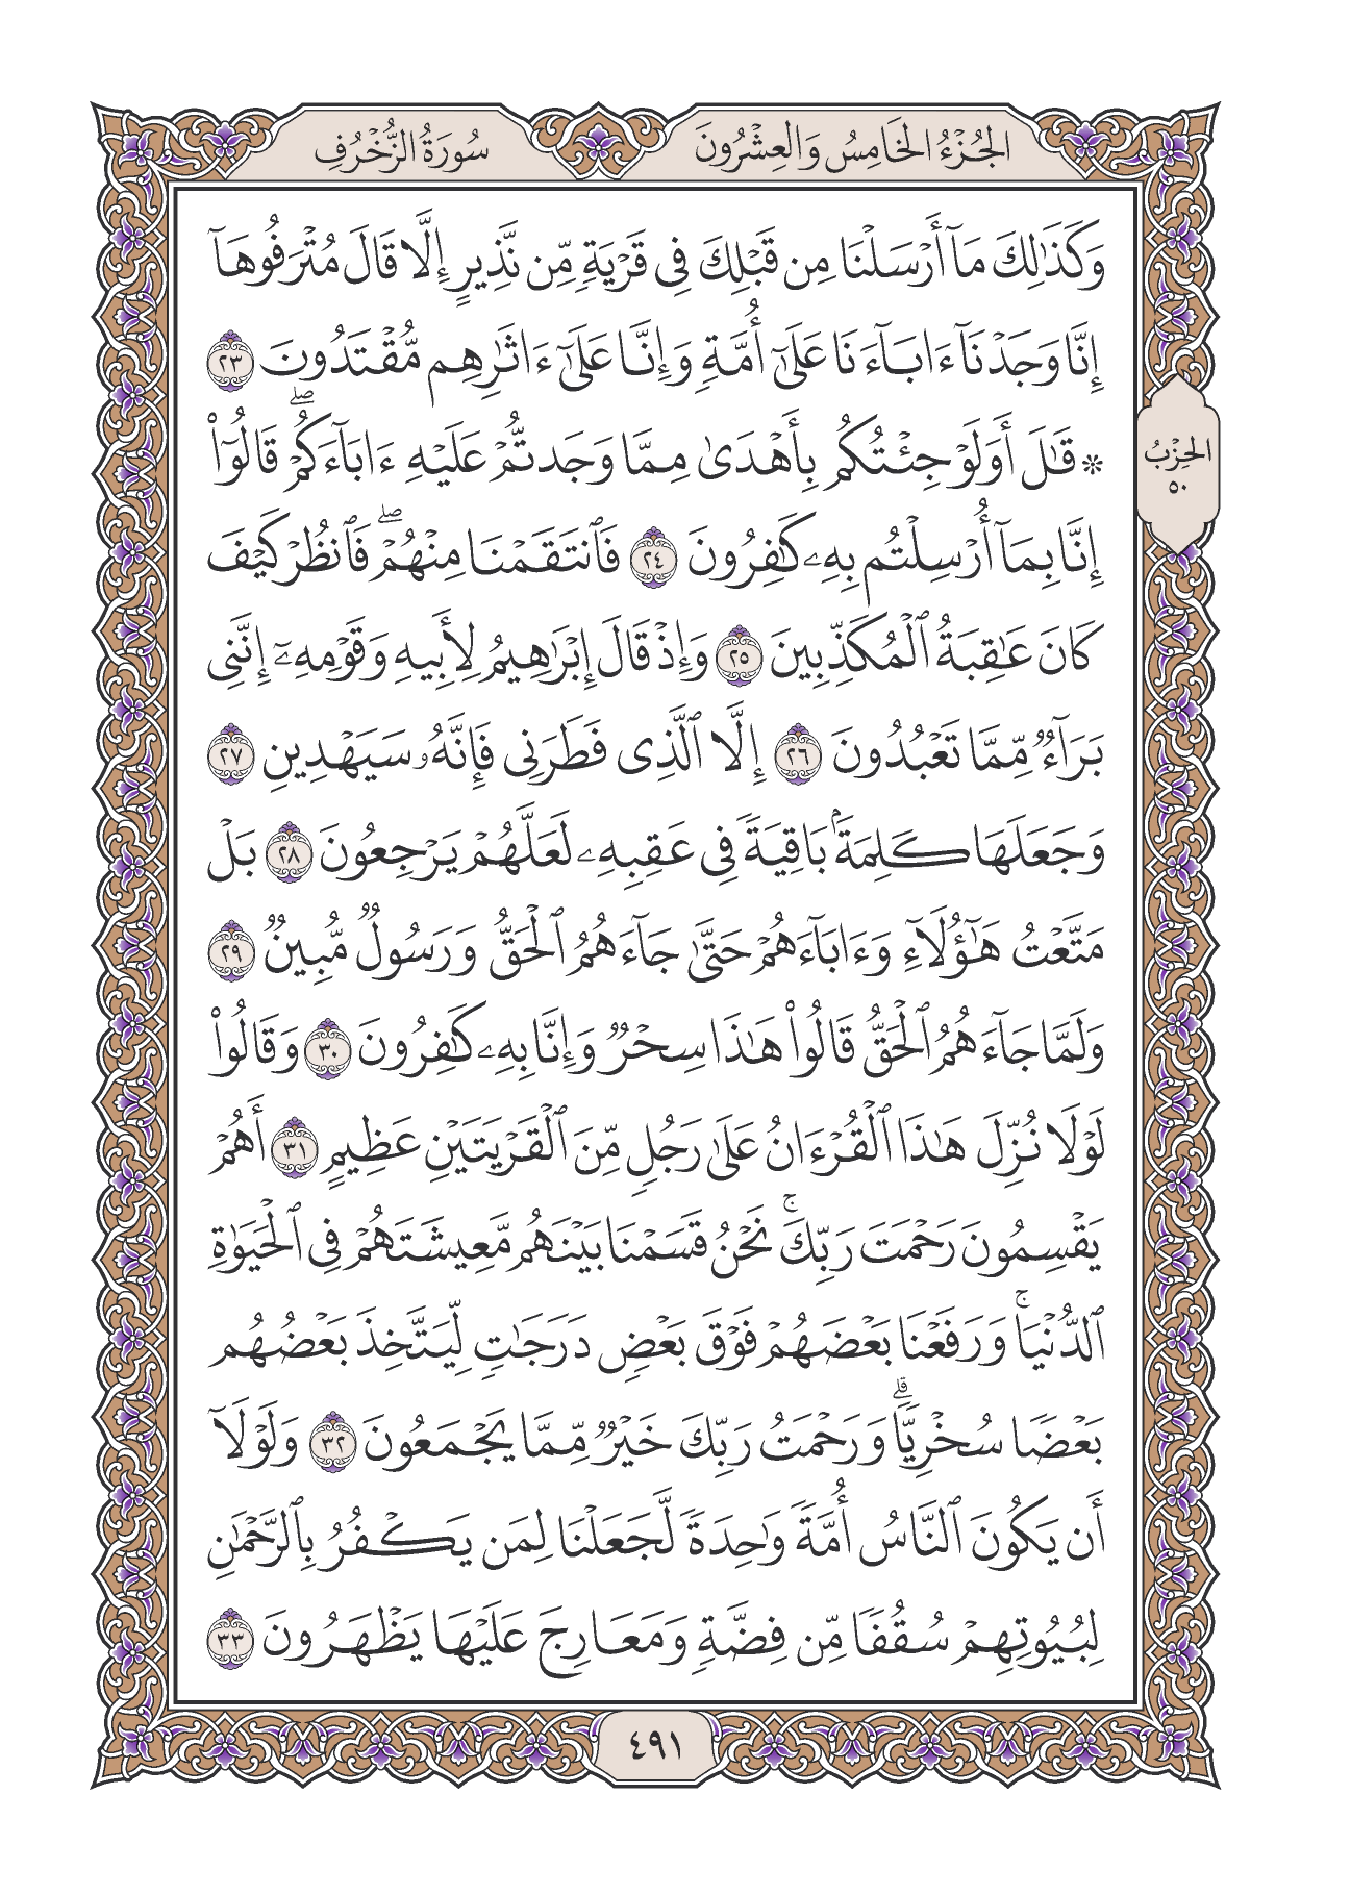 الجُزْءُ الخَامِسُ وَالعِشْرُونَ
سُورَةُ الزُّخْرُفِ
وَكَذَٰلِكَ مَآ أَرْسَلْنَا مِن قَبْلِكَ فِي قَرْيَةٍ مِّن نَّذِيرٍ إِلَّا قَالَ مُتْرَفُوهَآ
إِنَّا وَجَدْنَآ ءَابَآءَنَا عَلَىٰٓ أُمَّةٍ وَإِنَّا عَلَىٰٓ ءَاثَٰرِهِم مُّقْتَدُونَ ٢٣
۞ قَٰلَ أَوَلَوْ جِئْتُكُم بِأَهْدَىٰ مِمَّا وَجَدتُّمْ عَلَيْهِ ءَابَآءَكُمْۖ قَالُوٓا۟
إِنَّا بِمَآ أُرْسِلْتُم بِهِۦ كَٰفِرُونَ ٢٤ فَٱنتَقَمْنَا مِنْهُمْۖ فَٱنظُرْ كَيْفَ
كَانَ عَٰقِبَةُ ٱلْمُكَذِّبِينَ ٢٥ وَإِذْ قَالَ إِبْرَٰهِيمُ لِأَبِيهِ وَقَوْمِهِۦٓ إِنَّنِي
بَرَآءٌ مِّمَّا تَعْبُدُونَ ٢٦ إِلَّا ٱلَّذِي فَطَرَنِي فَإِنَّهُۥ سَيَهْدِينِ ٢٧
وَجَعَلَهَا كَلِمَةًۢ بَاقِيَةً فِي عَقِبِهِۦ لَعَلَّهُمْ يَرْجِعُونَ ٢٨ بَلْ
مَتَّعْتُ هَٰٓؤُلَآءِ وَءَابَآءَهُمْ حَتَّىٰ جَآءَهُمُ ٱلْحَقُّ وَرَسُولٌ مُّبِينٌ ٢٩
وَلَمَّا جَآءَهُمُ ٱلْحَقُّ قَالُوا۟ هَٰذَا سِحْرٌ وَإِنَّا بِهِۦ كَٰفِرُونَ ٣٠ وَقَالُوا۟
لَوْلَا نُزِّلَ هَٰذَا ٱلْقُرْءَانُ عَلَىٰ رَجُلٍ مِّنَ ٱلْقَرْيَتَيْنِ عَظِيمٍ ٣١ أَهُمْ
يَقْسِمُونَ رَحْمَتَ رَبِّكَۚ نَحْنُ قَسَمْنَا بَيْنَهُم مَّعِيشَتَهُمْ فِي ٱلْحَيَوٰةِ
ٱلدُّنْيَاۚ وَرَفَعْنَا بَعْضَهُمْ فَوْقَ بَعْضٍ دَرَجَٰتٍ لِّيَتَّخِذَ بَعْضُهُم
بَعْضًا سُخْرِيًّاۗ وَرَحْمَتُ رَبِّكَ خَيْرٌ مِّمَّا يَجْمَعُونَ ٣٢ وَلَوْلَآ
أَن يَكُونَ ٱلنَّاسُ أُمَّةً وَٰحِدَةً لَّجَعَلْنَا لِمَن يَكْفُرُ بِٱلرَّحْمَٰنِ
لِبُيُوتِهِمْ سُقُفًا مِّن فِضَّةٍ وَمَعَارِجَ عَلَيْهَا يَظْهَرُونَ ٣٣
الحِزْبُ
٥٠
٤٩١